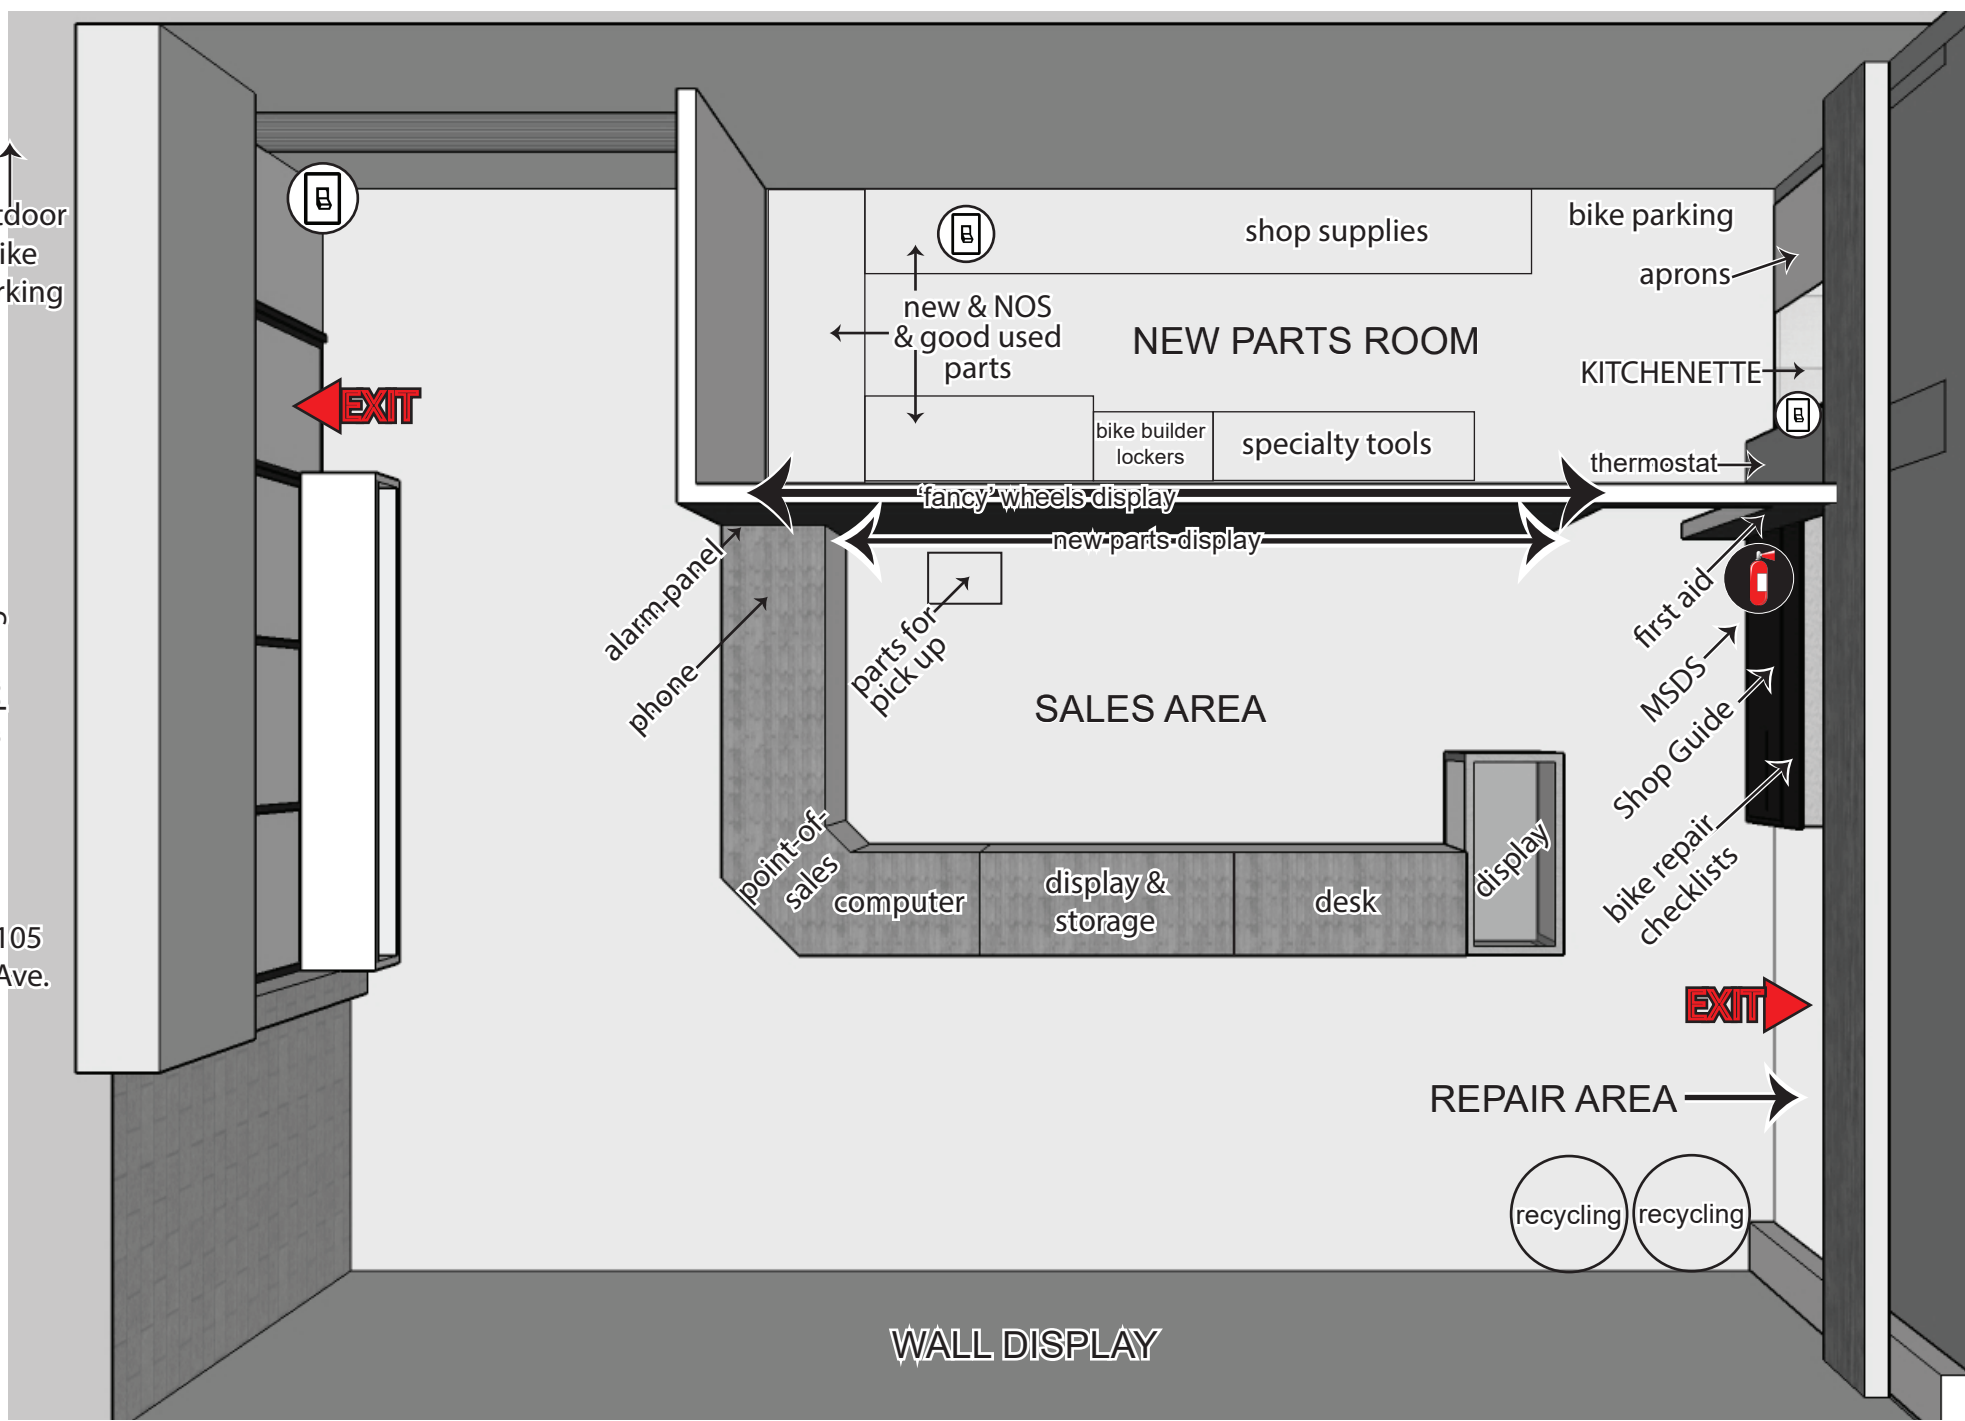 tdoor
ike
rking
105
Ave.
EXIT
shop supplies
bike parking
aprons
new & NOS
& good used
parts
NEW PARTS ROOM
KITCHENETTE
bike builder
lockers
specialty tools
thermostat
'fancy' wheels display
new parts display
alarm panel
phone
parts for
pick up
SALES AREA
first aid
MSDS
Shop Guide
bike repair
checklists
point-of-
sales
computer
display &
storage
desk
display
EXIT
REPAIR AREA
recycling
recycling
WALL DISPLAY